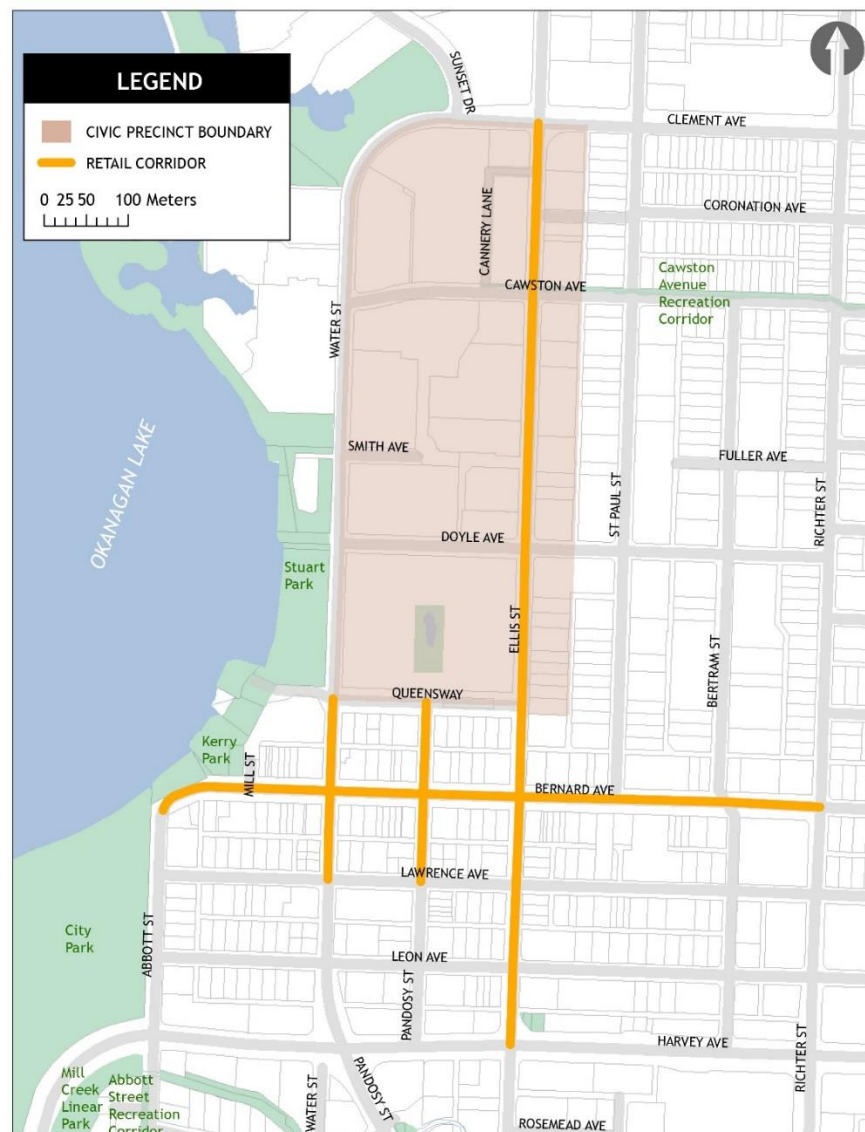 LEGEND
CIVIC PRECINCT BOUNDARY
RETAIL CORRIDOR
0 25 50 100 Meters
SUNSET DR
CLEMENT AVE
CORONATION AVE
CANNERY LANE
Cawston
Avenue
Recreation
Corridor
CAWSTON AVE
WATER ST
OKANAGAN LAKE
SMITH AVE
FULLER AVE
ST PAUL ST
RICHTER ST
DOYLE AVE
Stuart
Park
ELLIS ST
BERTRAM ST
QUEENSWAY
Kerry
Park
MILL ST
BERNARD AVE
LAWRENCE AVE
City
Park
ABBOTT ST
LEON AVE
PANDOSY ST
HARVEY AVE
RICHTER ST
Mill
Creek
Linear
Park
Abbott
Street
Recreation
Corridor
WATER ST
PANDOSY ST
ROSEMEAD AVE